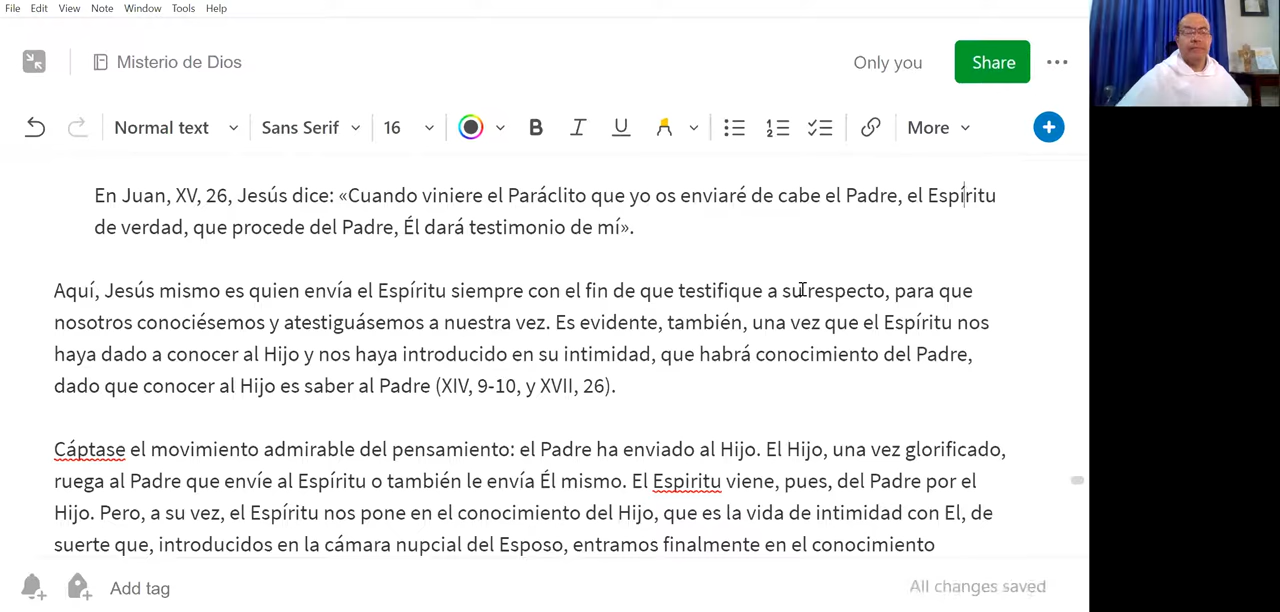 File Edit View Note Window Tools Help
Misterio de Dios
Only you
Share
Normal text
Sans Serif
16
B I U
More
En Juan, XV, 26, Jesús dice: «Cuando viniere el Paráclito que yo os enviaré de cabe el Padre, el Espíritu
de verdad, que procede del Padre, Él dará testimonio de mí».
Aquí, Jesús mismo es quien envía el Espíritu siempre con el fin de que testifique a su respecto, para que
nosotros conociésemos y atestiguásemos a nuestra vez. Es evidente, también, una vez que el Espíritu nos
haya dado a conocer al Hijo y nos haya introducido en su intimidad, que habrá conocimiento del Padre,
dado que conocer al Hijo es saber al Padre (XIV, 9-10, y XVII, 26).
Cáptase el movimiento admirable del pensamiento: el Padre ha enviado al Hijo. El Hijo, una vez glorificado,
ruega al Padre que envíe al Espíritu o también le envía Él mismo. El Espiritu viene, pues, del Padre por el
Hijo. Pero, a su vez, el Espíritu nos pone en el conocimiento del Hijo, que es la vida de intimidad con El, de
suerte que, introducidos en la cámara nupcial del Esposo, entramos finalmente en el conocimiento
Add tag
All changes saved